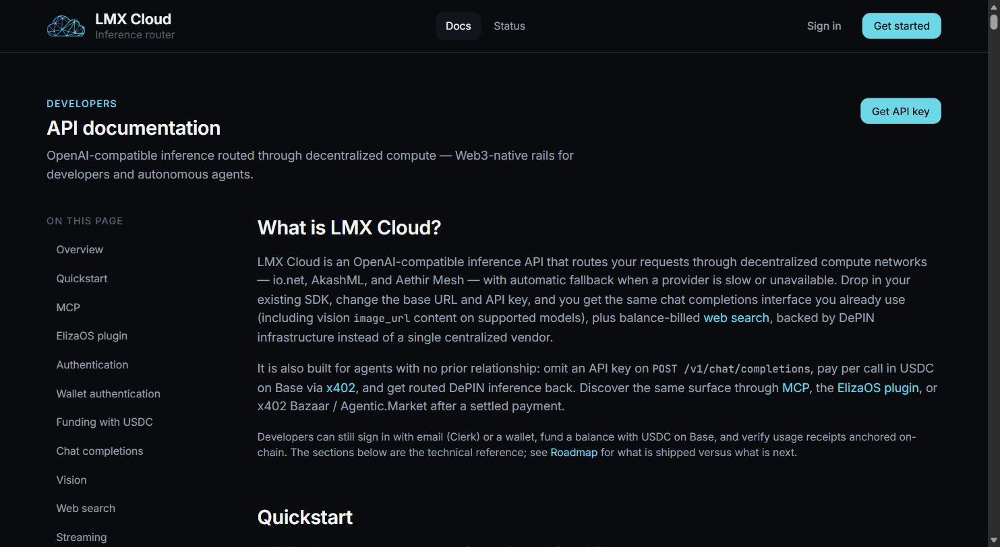 LMX Cloud
Inference router
Docs
Status
Sign in
Get started
DEVELOPERS
API documentation
Get API key
OpenAI-compatible inference routed through decentralized compute — Web3-native rails for
developers and autonomous agents.
ON THIS PAGE
Overview
Quickstart
MCP
ElizaOS plugin
Authentication
Wallet authentication
Funding with USDC
Chat completions
Vision
Web search
Streaming
What is LMX Cloud?
LMX Cloud is an OpenAI-compatible inference API that routes your requests through decentralized compute networks
— io.net, AkashML, and Aethir Mesh — with automatic fallback when a provider is slow or unavailable. Drop in your
existing SDK, change the base URL and API key, and you get the same chat completions interface you already use
(including vision image_url content on supported models), plus balance-billed web search, backed by DePIN
infrastructure instead of a single centralized vendor.
It is also built for agents with no prior relationship: omit an API key on POST /v1/chat/completions, pay per call in USDC
on Base via x402, and get routed DePIN inference back. Discover the same surface through MCP, the ElizaOS plugin, or
x402 Bazaar / Agentic.Market after a settled payment.
Developers can still sign in with email (Clerk) or a wallet, fund a balance with USDC on Base, and verify usage receipts anchored on-
chain. The sections below are the technical reference; see Roadmap for what is shipped versus what is next.
Quickstart